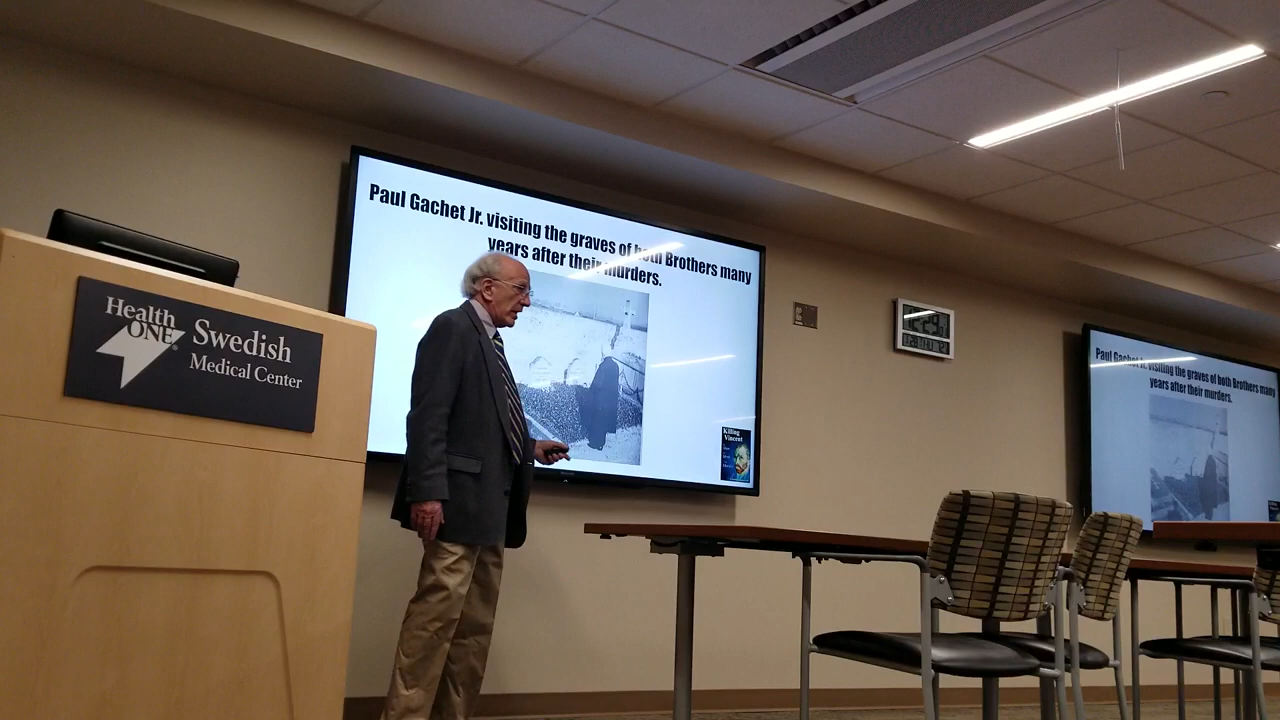 Health
ONE
Swedish
Medical Center
Paul Gachet Jr. visiting the graves of both Brothers many
years after their murders.
Killing
Vincent
Paul Gachet Jr. visiting the graves of both Brothers many
years after their murders.